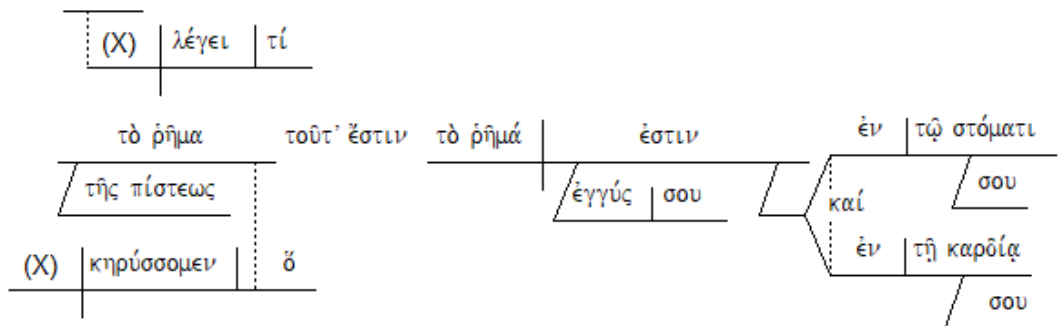 (X) λέγει τί
τὸ ῥῆμα τοῦτ’ ἔστιν τὸ ῥῆμά ἐστιν ἐν τῷ στόματι
τῆς πίστεως ἐγγύς σου σου
καί
(X) κηρύσσομεν ὅ ἐν τῇ καρδίᾳ
σου